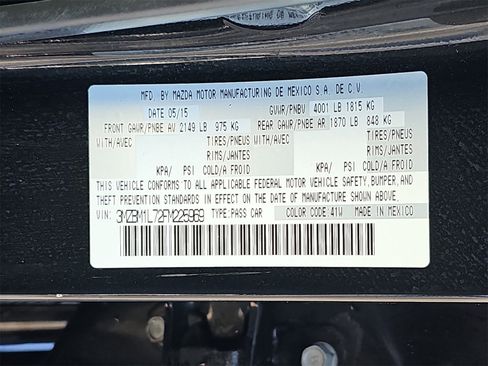 MFD. BY MAZDA MOTOR MANUFACTURING DE MEXICO S.A. DE C.V.
DATE 05/15 GVWR/PNBV 4001 LB 1815 KG
FRONT GAWR/PNBE AV 2149 LB 975 KG REAR GAWR/PNBE AR 1870 LB 848 KG
WITH/AVEC TIRES/PNEUS WITH/AVEC TIRES/PNEUS
RIMS/JANTES RIMS/JANTES
KPA/ PSI COLD/A FROID KPA/ PSI COLD/A FROID
THIS VEHICLE CONFORMS TO ALL APPLICABLE FEDERAL MOTOR VEHICLE SAFETY, BUMPER, AND
THEFT PREVENTION STANDARDS IN EFFECT ON THE DATE OF MANUFACTURE SHOWN ABOVE.
VIN: 3MZBM1L72FM225969 TYPE: PASS CAR COLOR CODE 41W MADE IN MEXICO